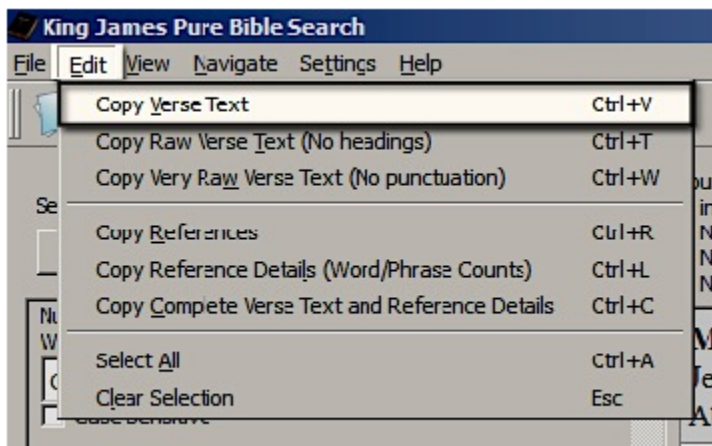 King James Pure Bible Search
File Edit View Navigate Settings Help
Copy Verse Text Ctrl+V
Copy Raw Verse Text (No headings) Ctrl+T
Copy Very Raw Verse Text (No punctuation) Ctrl+W
Copy References Ctrl+R
Copy Reference Details (Word/Phrase Counts) Ctrl+L
Copy Complete Verse Text and Reference Details Ctrl+C
Select All Ctrl+A
Clear Selection Esc